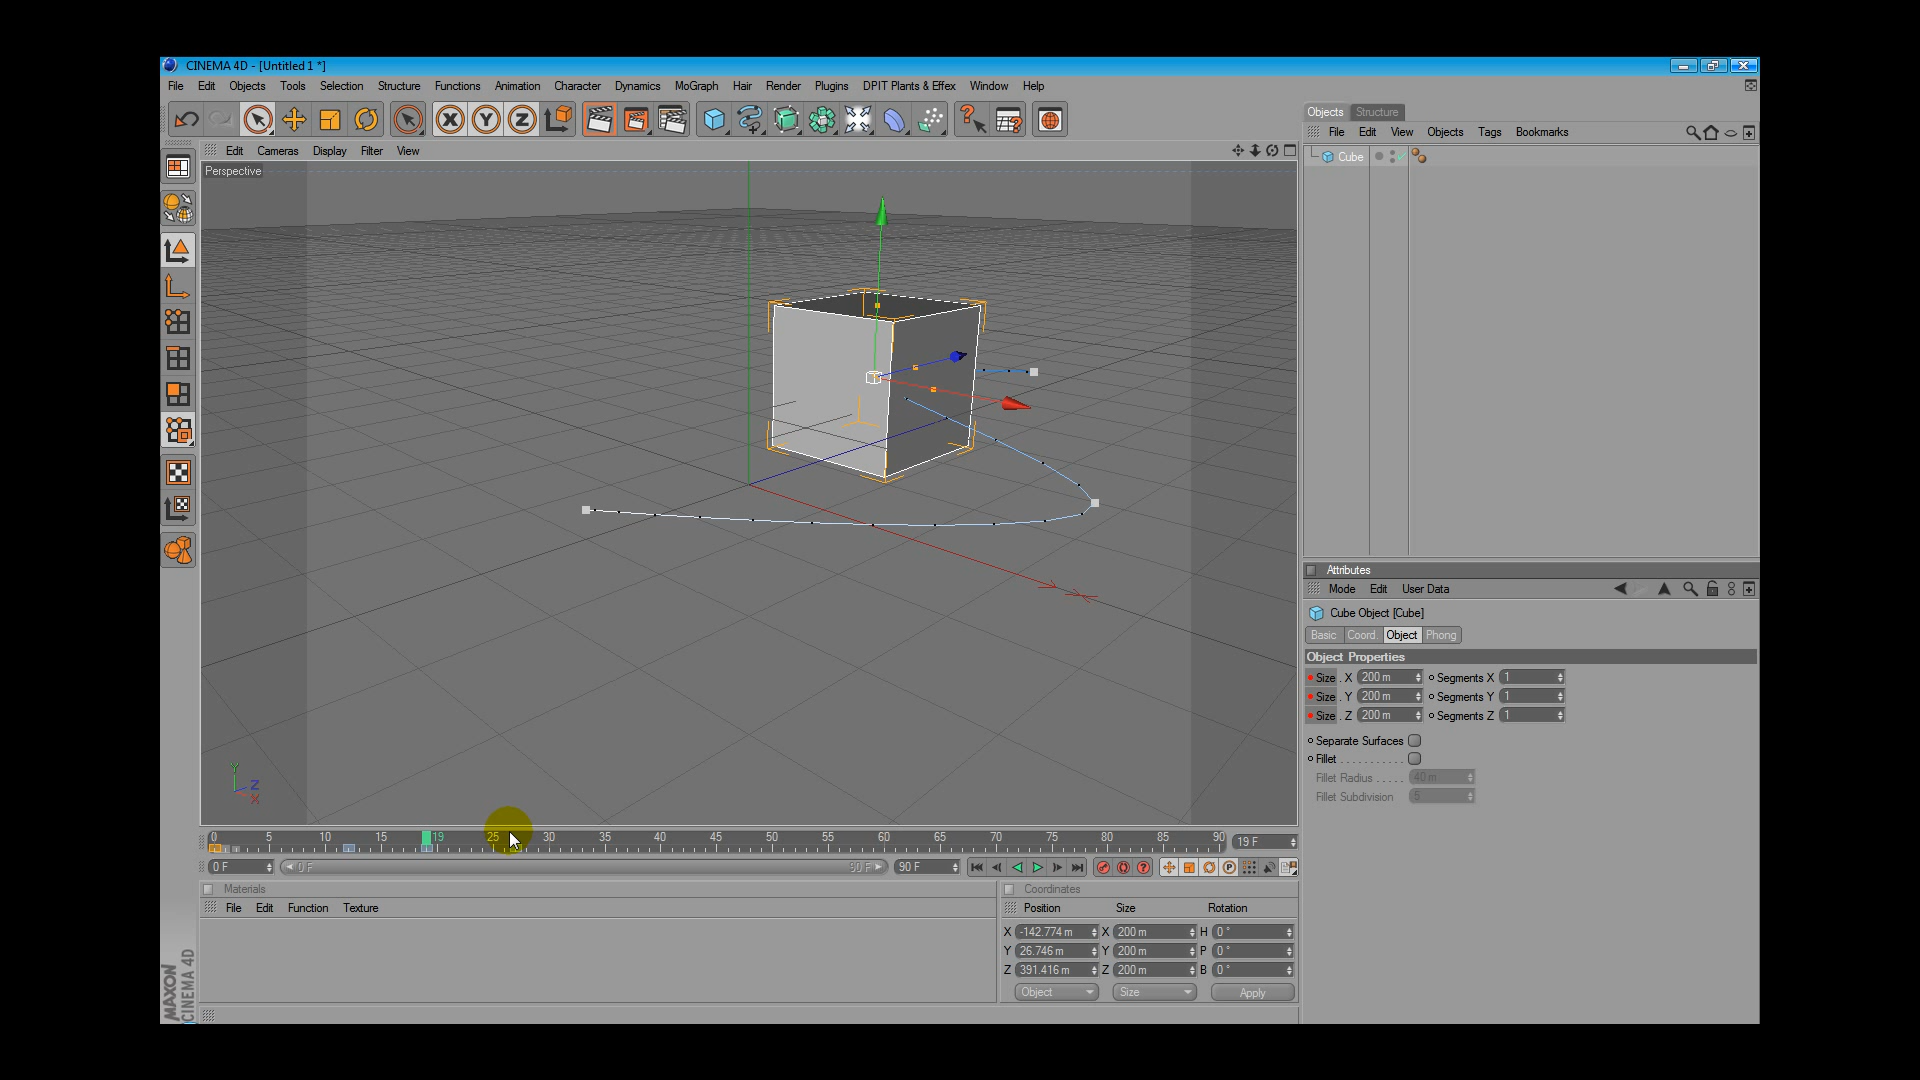 CINEMA 4D - [Untitled 1 *]
File Edit Objects Tools Selection Structure Functions Animation Character Dynamics MoGraph Hair Render Plugins DPIT Plants & Effex Window Help
X Y Z
Objects Structure
File Edit View Objects Tags Bookmarks
Cube
Edit Cameras Display Filter View
Perspective
Y
Z
X
0 5 10 15 19 25 30 35 40 45 50 55 60 65 70 75 80 85 90 19 F
0 F 0 F 90 F 90 F
Materials
File Edit Function Texture
Coordinates
Position Size Rotation
X -142.774 m X 200 m H 0 °
Y 26.746 m Y 200 m P 0 °
Z 391.416 m Z 200 m B 0 °
Object Size Apply
Attributes
Mode Edit User Data
Cube Object [Cube]
Basic Coord. Object Phong
Object Properties
Size . X 200 m Segments X 1
Size . Y 200 m Segments Y 1
Size . Z 200 m Segments Z 1
Separate Surfaces
Fillet . . . . . . . . . . .
Fillet Radius . . . . . 40 m
Fillet Subdivision 5
MAXON
CINEMA 4D